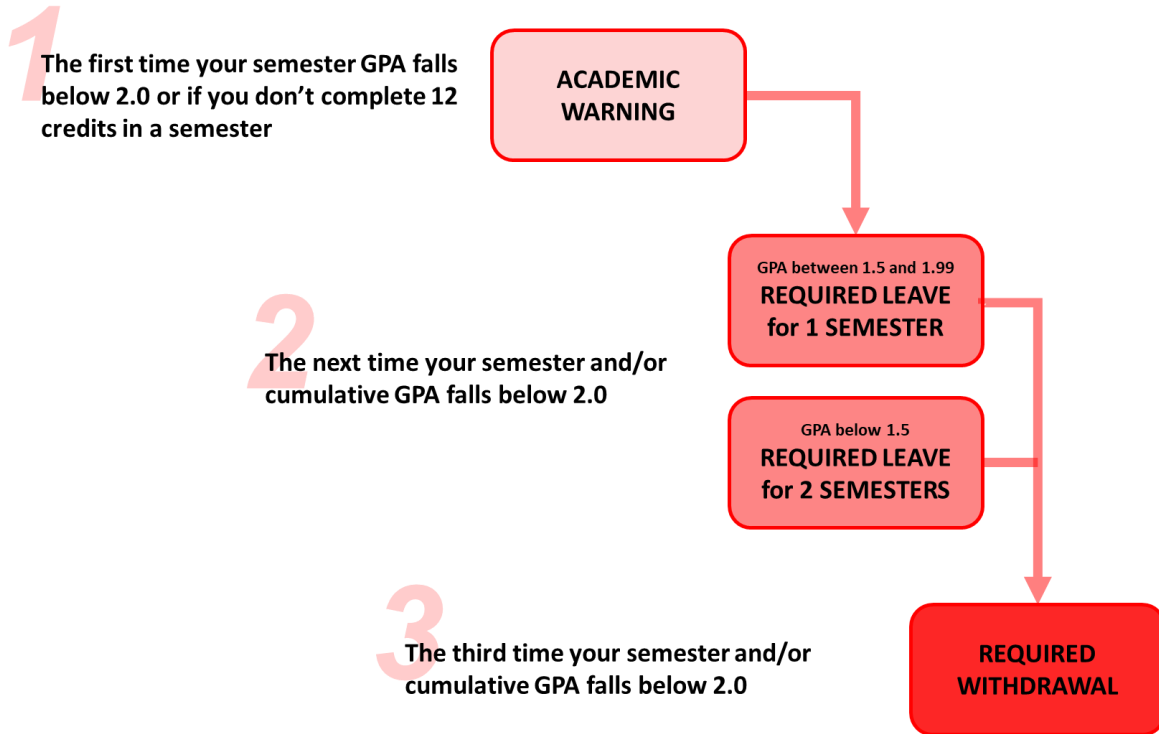 1
The first time your semester GPA falls
below 2.0 or if you don’t complete 12
credits in a semester
ACADEMIC
WARNING
2
The next time your semester and/or
cumulative GPA falls below 2.0
GPA between 1.5 and 1.99
REQUIRED LEAVE
for 1 SEMESTER
GPA below 1.5
REQUIRED LEAVE
for 2 SEMESTERS
3
The third time your semester and/or
cumulative GPA falls below 2.0
REQUIRED
WITHDRAWAL